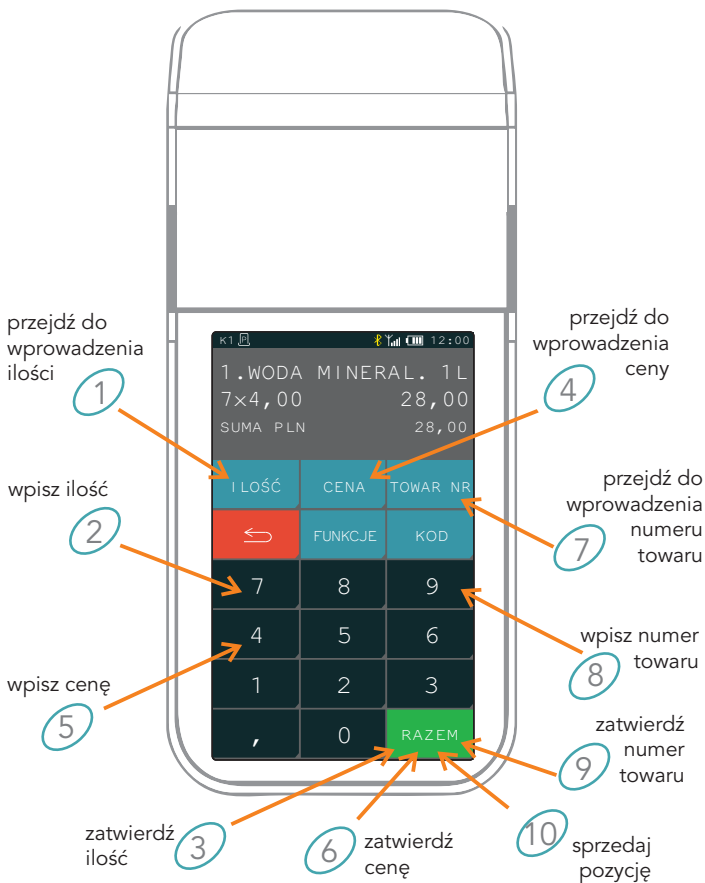 przejdź do
wprowadzenia
ilości
1
przejdź do
wprowadzenia
ceny
4
K1 P 12:00
1.WODA MINERAL. 1L
7×4,00 28,00
SUMA PLN 28,00
ILOŚĆ CENA TOWAR NR
FUNKCJE KOD
7 8 9
4 5 6
1 2 3
, 0 RAZEM
wpisz ilość
2
przejdź do
wprowadzenia
numeru
towaru
7
wpisz numer
towaru
8
wpisz cenę
5
zatwierdź
numer
towaru
9
zatwierdź
ilość
3
6
zatwierdź
cenę
10
sprzedaj
pozycję